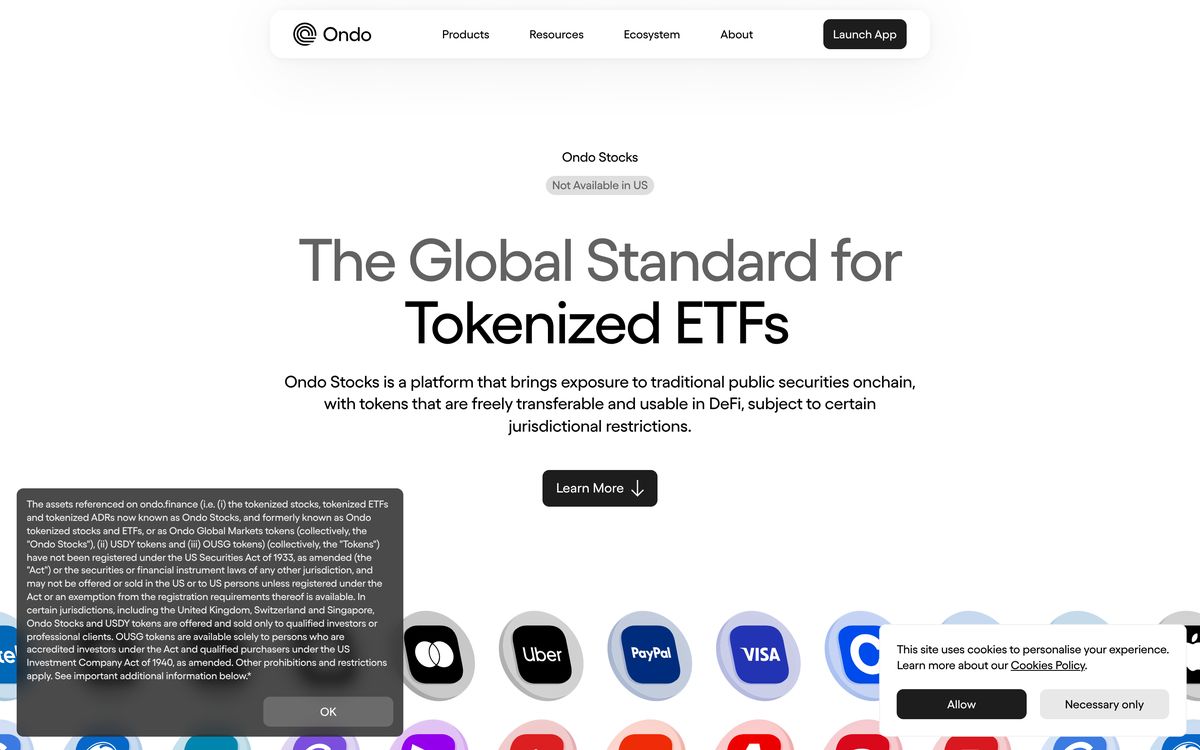 Ondo
Products
Resources
Ecosystem
About
Launch App
Ondo Stocks
Not Available in US
The Global Standard for
Tokenized ETFs
Ondo Stocks is a platform that brings exposure to traditional public securities onchain,
with tokens that are freely transferable and usable in DeFi, subject to certain
jurisdictional restrictions.
Learn More
The assets referenced on ondo.finance (i.e. (i) the tokenized stocks, tokenized ETFs
and tokenized ADRs now known as Ondo Stocks, and formerly known as Ondo
tokenized stocks and ETFs, or as Ondo Global Markets tokens (collectively, the
"Ondo Stocks"), (ii) USDY tokens and (iii) OUSG tokens) (collectively, the "Tokens")
have not been registered under the US Securities Act of 1933, as amended (the
"Act") or the securities or financial instrument laws of any other jurisdiction, and
may not be offered or sold in the US or to US persons unless registered under the
Act or an exemption from the registration requirements thereof is available. In
certain jurisdictions, including the United Kingdom, Switzerland and Singapore,
Ondo Stocks and USDY tokens are offered and sold only to qualified investors or
professional clients. OUSG tokens are available solely to persons who are
accredited investors under the Act and qualified purchasers under the US
Investment Company Act of 1940, as amended. Other prohibitions and restrictions
apply. See important additional information below.*
OK
Uber
PayPal
VISA
This site uses cookies to personalise your experience.
Learn more about our Cookies Policy.
Allow
Necessary only